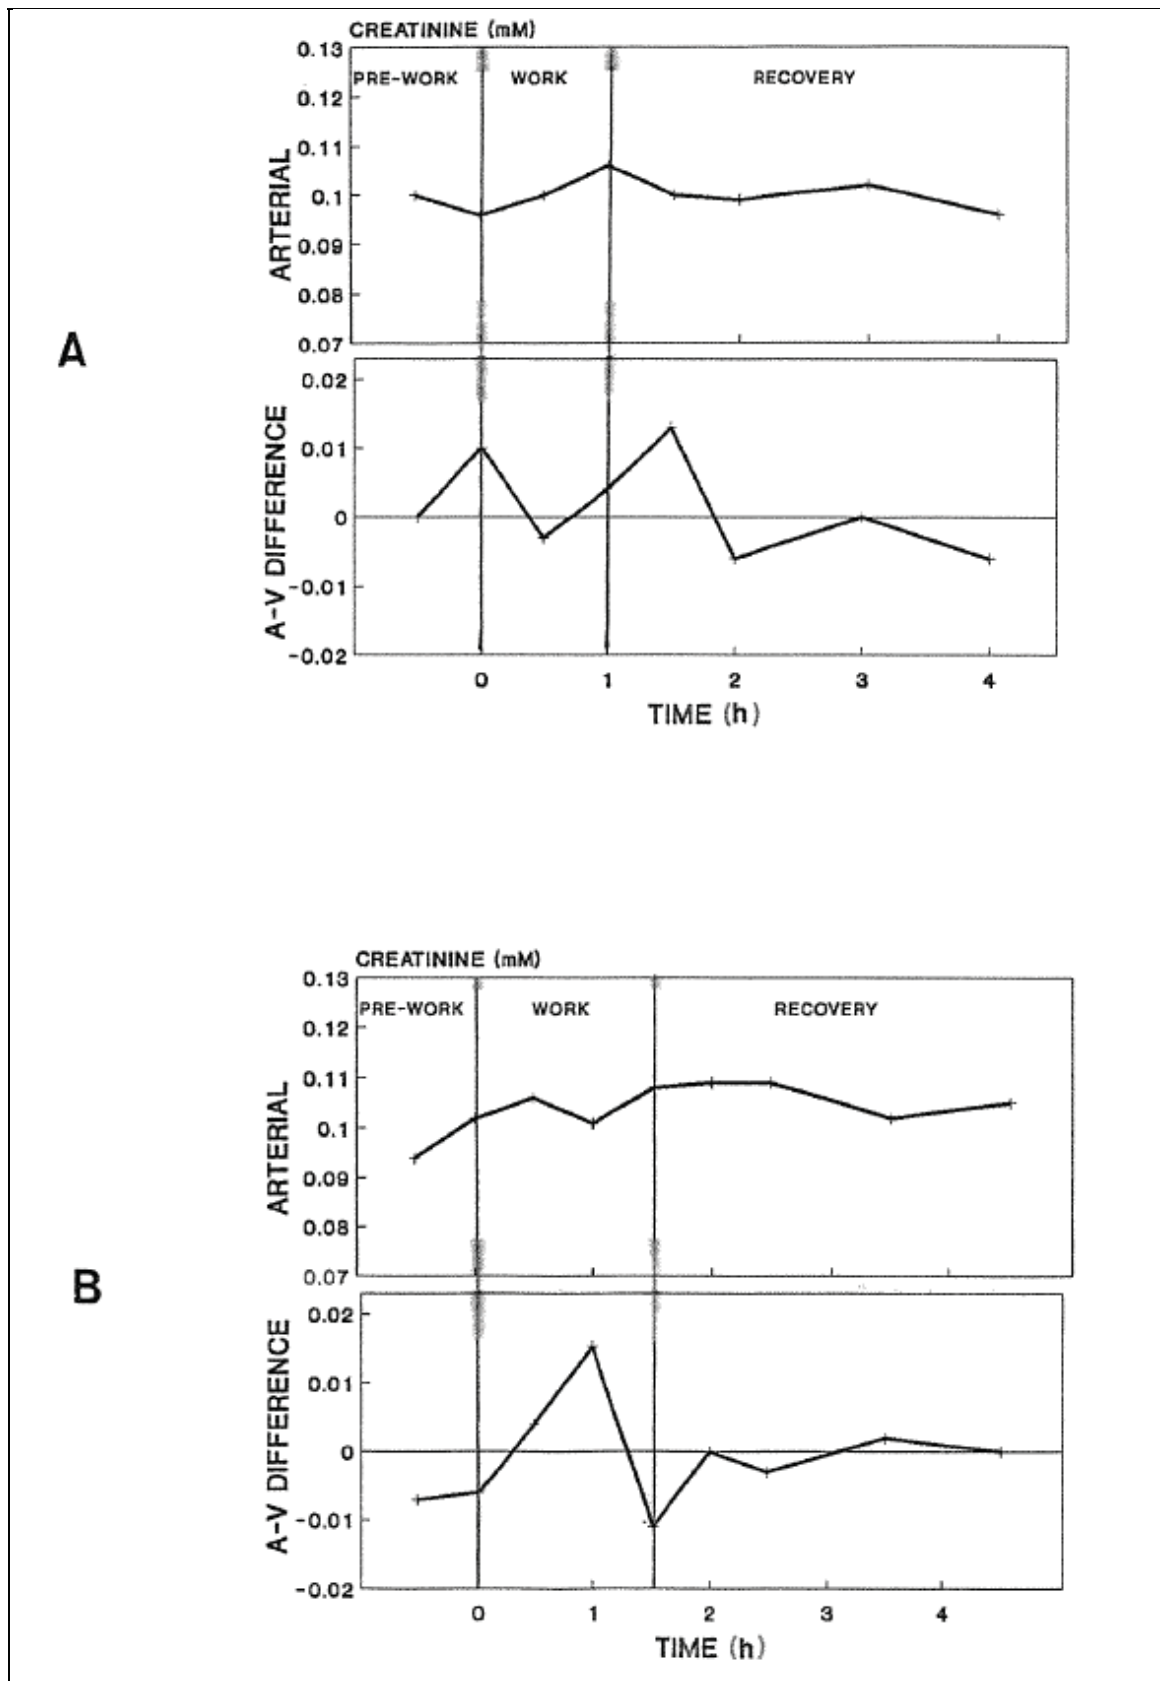 CREATININE (mM)
0.13
PRE-WORK WORK RECOVERY
0.12
0.11
0.1
0.09
0.08
0.07
ARTERIAL
A
0.02
0.01
0
-0.01
-0.02
A-V DIFFERENCE
0 1 2 3 4
TIME (h)
CREATININE (mM)
0.13
PRE-WORK WORK RECOVERY
0.12
0.11
0.1
0.09
0.08
0.07
ARTERIAL
B
0.02
0.01
0
-0.01
-0.02
A-V DIFFERENCE
0 1 2 3 4
TIME (h)